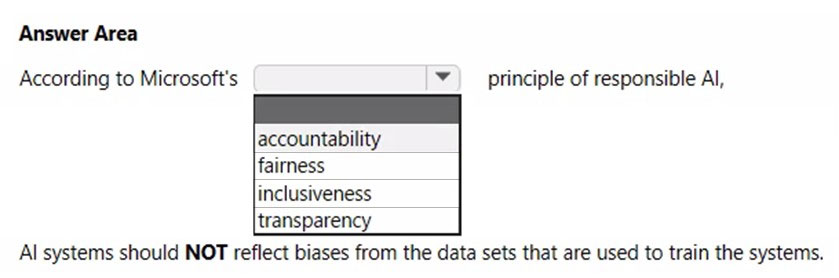 Answer Area
According to Microsoft's principle of responsible AI,
accountability
fairness
inclusiveness
transparency
AI systems should NOT reflect biases from the data sets that are used to train the systems.